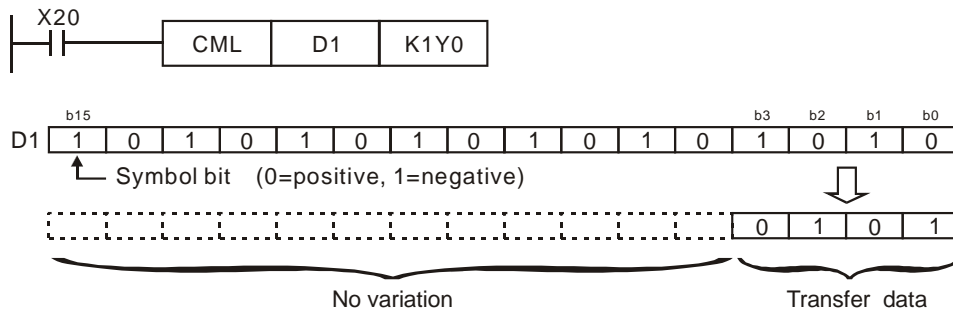 X20
CML D1 K1Y0
b15 b3 b2 b1 b0
D1 1 0 1 0 1 0 1 0 1 0 1 0 1 0 1 0
Symbol bit (0=positive, 1=negative)
0 1 0 1
No variation Transfer data